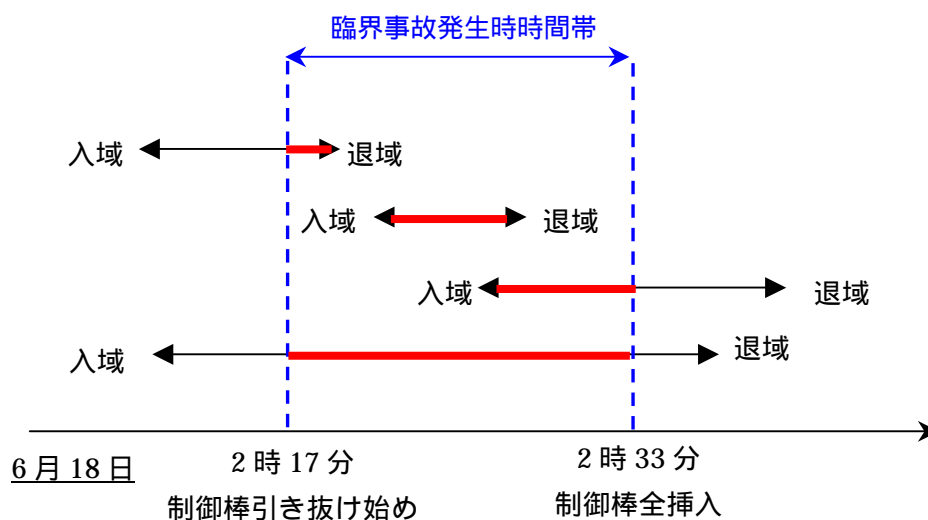 臨界事故発生時時間帯
入域 退域
入域 退域
入域 退域
入域 退域
6月18日 2時17分 2時33分
制御棒引き抜け始め 制御棒全挿入